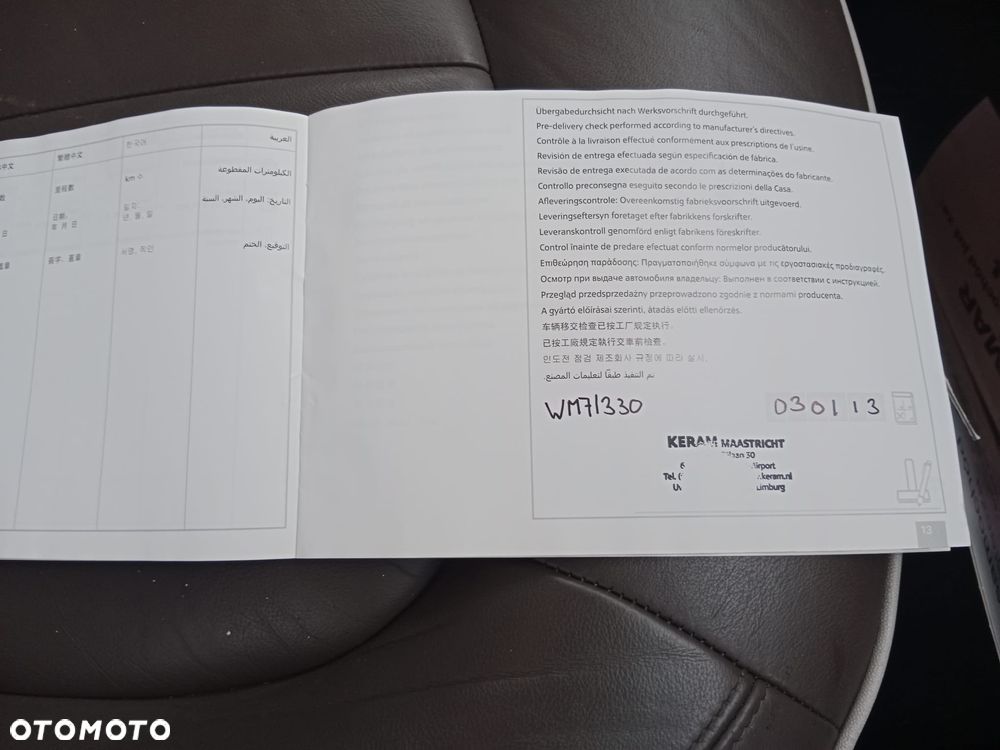 中文
繁體中文
한국어
العربية
數
里程數
km 수
الكيلومترات المقطوعة
日
日期:
年 月 日
일자:
년, 월, 일
التاريخ: اليوم، الشهر، السنة
蓋章
簽字、蓋章
서명, 직인
التوقيع، الختم
Übergabedurchsicht nach Werksvorschrift durchgeführt.
Pre-delivery check performed according to manufacturer's directives.
Contrôle à la livraison effectué conformement aux prescriptions de l'usine.
Revisión de entrega efectuada según especificación de fábrica.
Revisão de entrega executada de acordo com as determinações do fabricante.
Controllo preconsegna eseguito secondo le prescrizioni della Casa.
Afleveringscontrole: Overeenkomstig fabrieksvoorschrift uitgevoerd.
Leveringseftersyn foretaget efter fabrikkens forskrifter.
Leveranskontroll genomförd enligt fabrikens föreskrifter.
Control înainte de predare efectuat conform normelor producătorului.
Επιθεώρηση παράδοσης: Πραγματοποιήθηκε σύμφωνα με τις εργοστασιακές προδιαγραφές.
Осмотр при выдаче автомобиля владельцу: Выполнен в соответствии с инструкцией.
Przegląd przedsprzedażny przeprowadzono zgodnie z normami producenta.
A gyártó előírásai szerinti, átadás előtti ellenőrzés.
车辆移交检查已按工厂规定执行。
已按工廠規定執行交車前檢查。
인도전 점검 제조회사 규정에 따라 실시.
تم التنفيذ طبقًا لتعليمات المصنع.
WM71330
030113
KERAM MAASTRICHT
laan 30
6 Airport
Tel. ( .keram.nl
Limburg
13
OTOMOTO